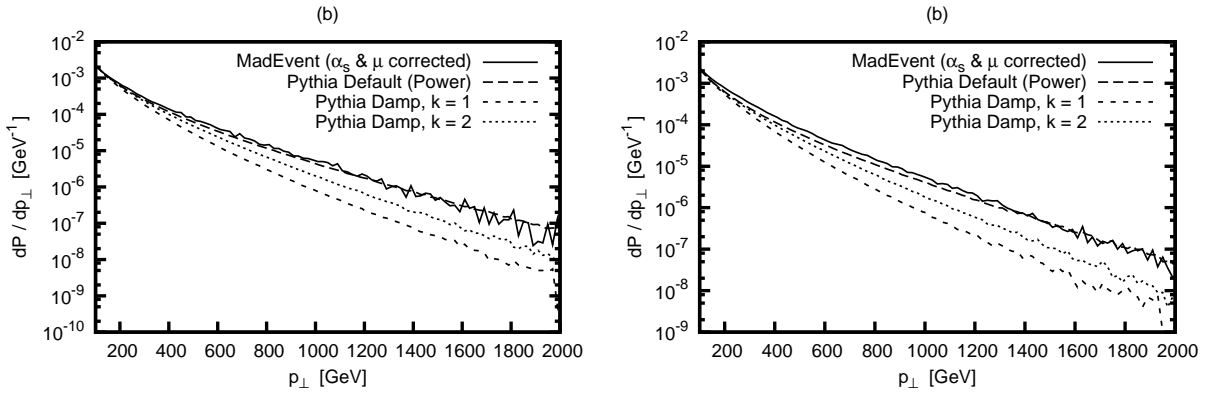 (b)
10⁻²
10⁻³
10⁻⁴
10⁻⁵
10⁻⁶
10⁻⁷
10⁻⁸
10⁻⁹
10⁻¹⁰
dP / dp⊥ [GeV⁻¹]
MadEvent (αs & μ corrected)
Pythia Default (Power)
Pythia Damp, k = 1
Pythia Damp, k = 2
200 400 600 800 1000 1200 1400 1600 1800 2000
p⊥ [GeV]
(b)
10⁻²
10⁻³
10⁻⁴
10⁻⁵
10⁻⁶
10⁻⁷
10⁻⁸
10⁻⁹
dP / dp⊥ [GeV⁻¹]
MadEvent (αs & μ corrected)
Pythia Default (Power)
Pythia Damp, k = 1
Pythia Damp, k = 2
200 400 600 800 1000 1200 1400 1600 1800 2000
p⊥ [GeV]